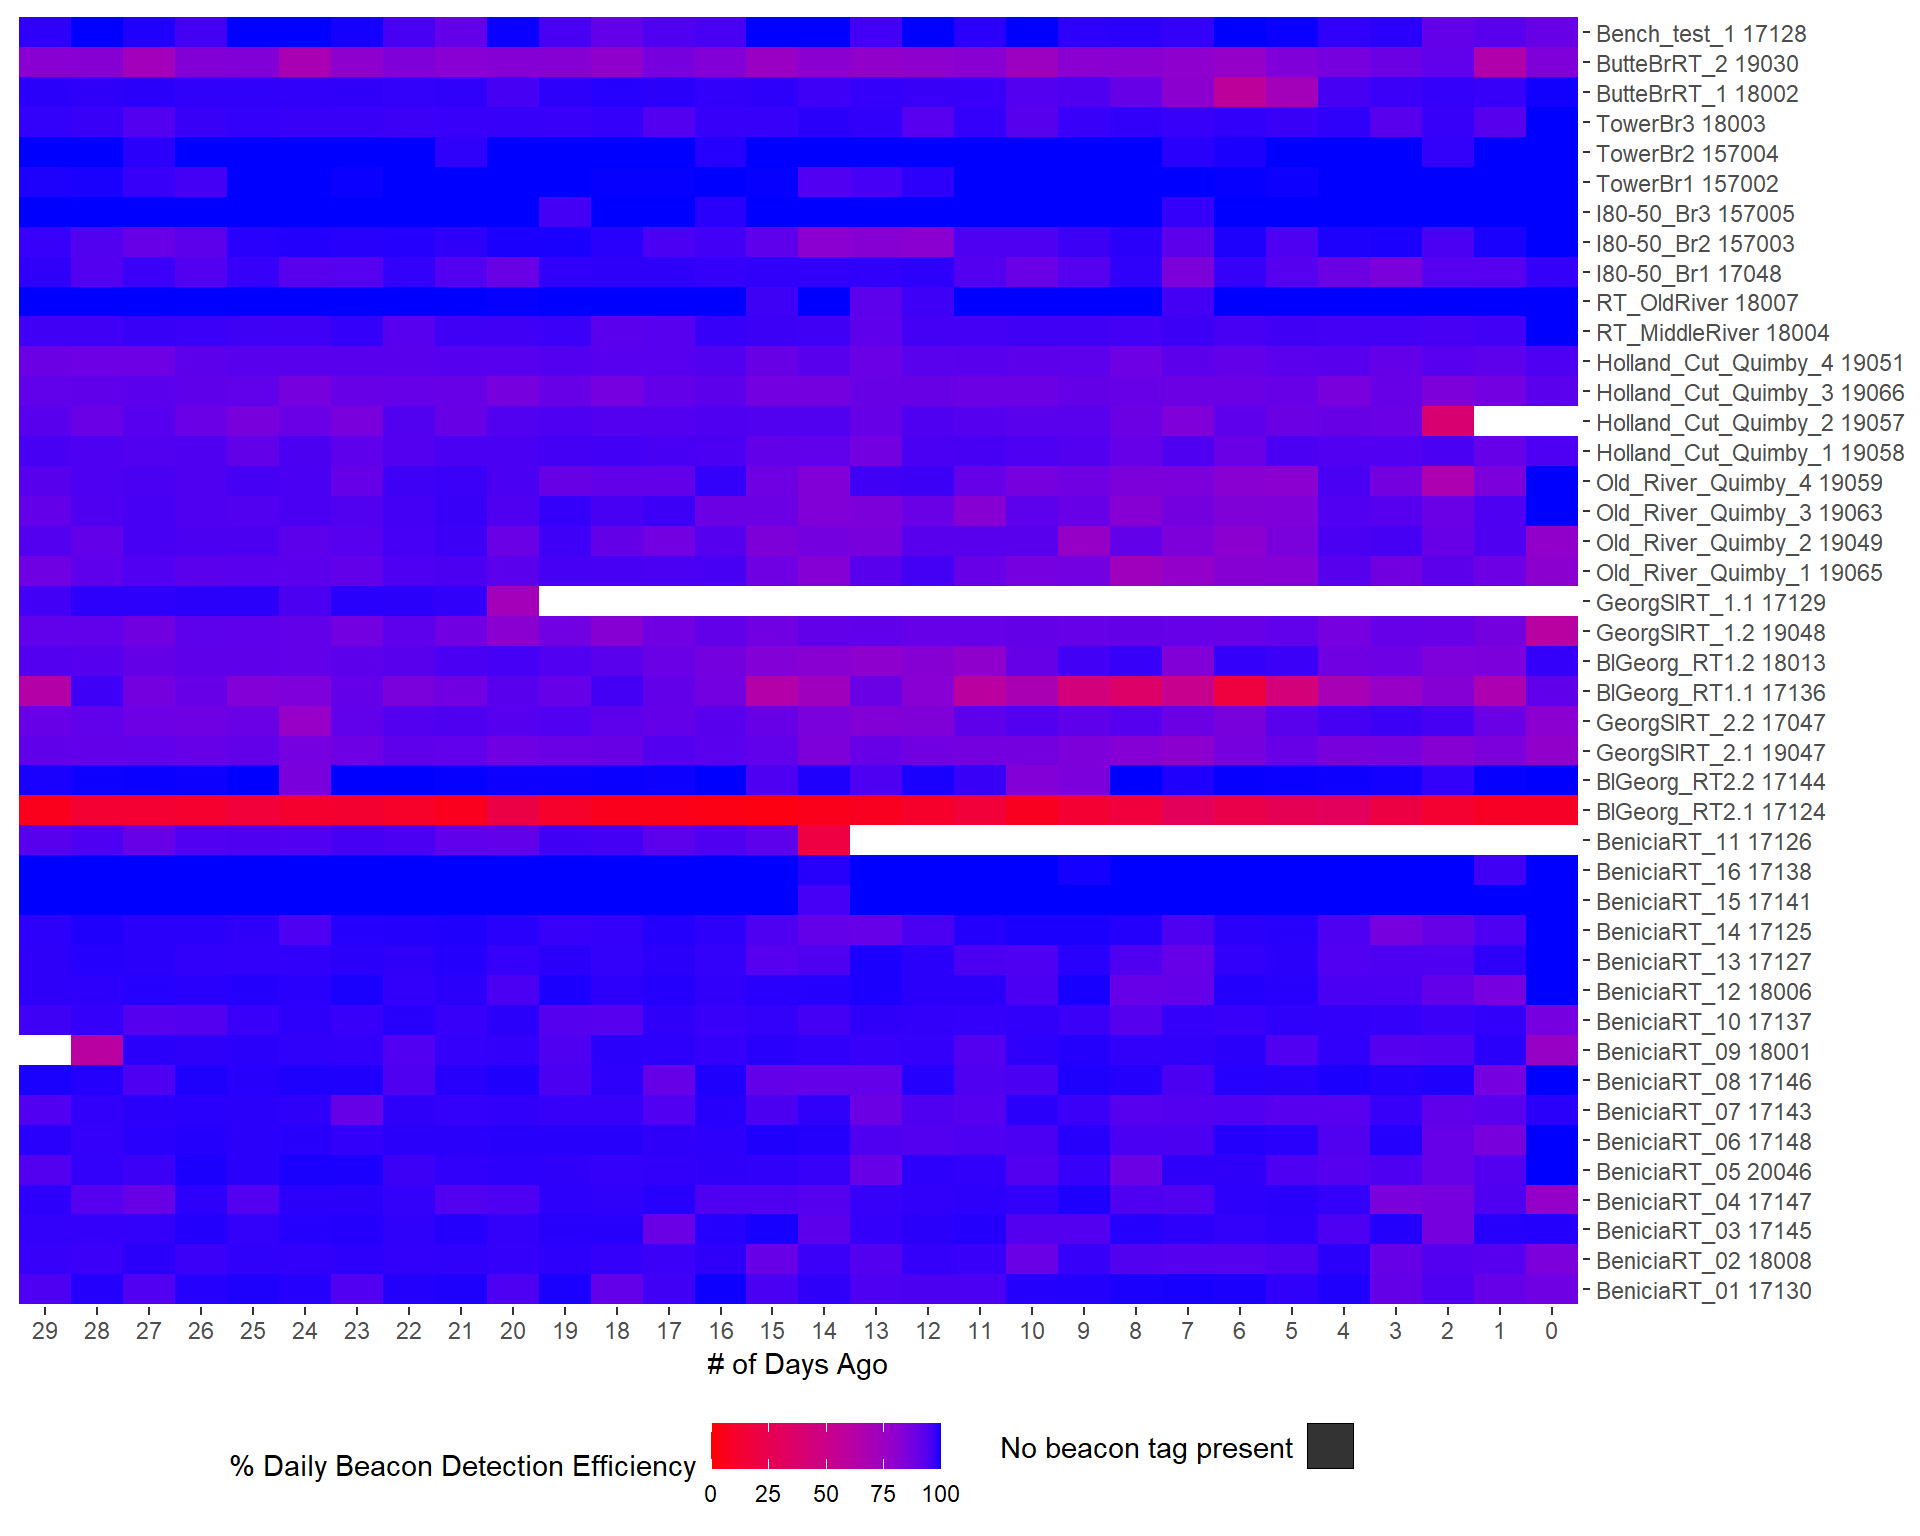 Bench_test_1 17128
ButteBrRT_2 19030
ButteBrRT_1 18002
TowerBr3 18003
TowerBr2 157004
TowerBr1 157002
I80-50_Br3 157005
I80-50_Br2 157003
I80-50_Br1 17048
RT_OldRiver 18007
RT_MiddleRiver 18004
Holland_Cut_Quimby_4 19051
Holland_Cut_Quimby_3 19066
Holland_Cut_Quimby_2 19057
Holland_Cut_Quimby_1 19058
Old_River_Quimby_4 19059
Old_River_Quimby_3 19063
Old_River_Quimby_2 19049
Old_River_Quimby_1 19065
GeorgSlRT_1.1 17129
GeorgSlRT_1.2 19048
BlGeorg_RT1.2 18013
BlGeorg_RT1.1 17136
GeorgSlRT_2.2 17047
GeorgSlRT_2.1 19047
BlGeorg_RT2.2 17144
BlGeorg_RT2.1 17124
BeniciaRT_11 17126
BeniciaRT_16 17138
BeniciaRT_15 17141
BeniciaRT_14 17125
BeniciaRT_13 17127
BeniciaRT_12 18006
BeniciaRT_10 17137
BeniciaRT_09 18001
BeniciaRT_08 17146
BeniciaRT_07 17143
BeniciaRT_06 17148
BeniciaRT_05 20046
BeniciaRT_04 17147
BeniciaRT_03 17145
BeniciaRT_02 18008
BeniciaRT_01 17130
29 28 27 26 25 24 23 22 21 20 19 18 17 16 15 14 13 12 11 10 9 8 7 6 5 4 3 2 1 0
# of Days Ago
% Daily Beacon Detection Efficiency
0 25 50 75 100
No beacon tag present